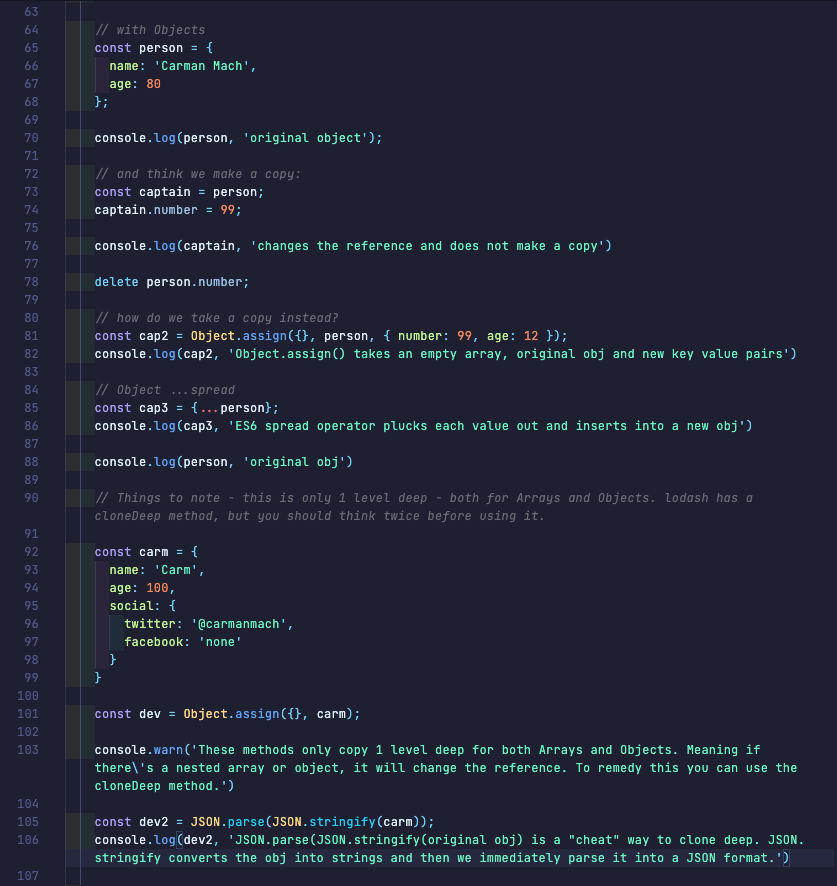 63
64 // with Objects
65 const person = {
66 name: 'Carman Mach',
67 age: 80
68 };
69
70 console.log(person, 'original object');
71
72 // and think we make a copy:
73 const captain = person;
74 captain.number = 99;
75
76 console.log(captain, 'changes the reference and does not make a copy')
77
78 delete person.number;
79
80 // how do we take a copy instead?
81 const cap2 = Object.assign({}, person, { number: 99, age: 12 });
82 console.log(cap2, 'Object.assign() takes an empty array, original obj and new key value pairs')
83
84 // Object ...spread
85 const cap3 = {...person};
86 console.log(cap3, 'ES6 spread operator plucks each value out and inserts into a new obj')
87
88 console.log(person, 'original obj')
89
90 // Things to note - this is only 1 level deep - both for Arrays and Objects. lodash has a
cloneDeep method, but you should think twice before using it.
91
92 const carm = {
93 name: 'Carm',
94 age: 100,
95 social: {
96 twitter: '@carmanmach',
97 facebook: 'none'
98 }
99 }
100
101 const dev = Object.assign({}, carm);
102
103 console.warn('These methods only copy 1 level deep for both Arrays and Objects. Meaning if
there\'s a nested array or object, it will change the reference. To remedy this you can use the
cloneDeep method.')
104
105 const dev2 = JSON.parse(JSON.stringify(carm));
106 console.log(dev2, 'JSON.parse(JSON.stringify(original obj) is a "cheat" way to clone deep. JSON.
stringify converts the obj into strings and then we immediately parse it into a JSON format.')
107